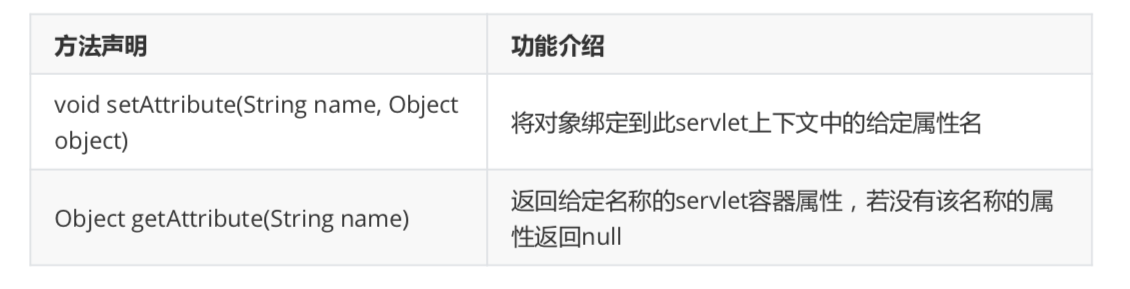 方法声明
功能介绍
void setAttribute(String name, Object
object)
将对象绑定到此servlet上下文中的给定属性名
Object getAttribute(String name)
返回给定名称的servlet容器属性，若没有该名称的属
性返回null